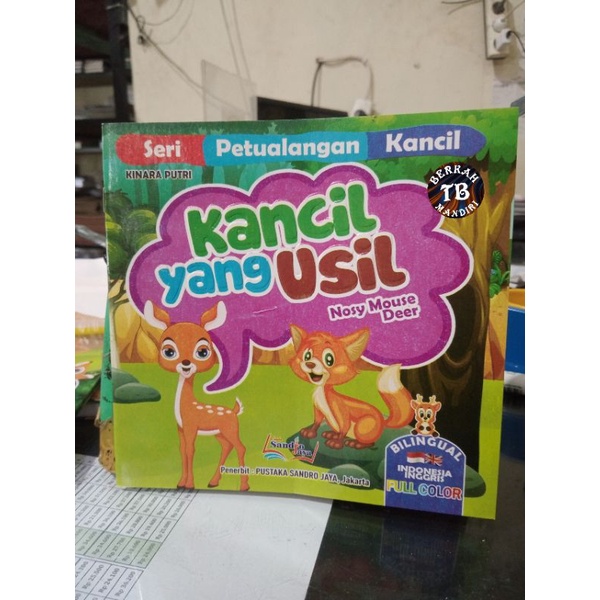 Seri Petualangan Kancil
KINARA PUTRI
BERKAH
TB
MANDIRI
Kancil
yang Usil
Nosy Mouse
Deer
Sandro
Jaya
Penerbit PUSTAKA SANDRO JAYA, Jakarta
BILINGUAL
INDONESIA
INGGRIS
FULL COLOR